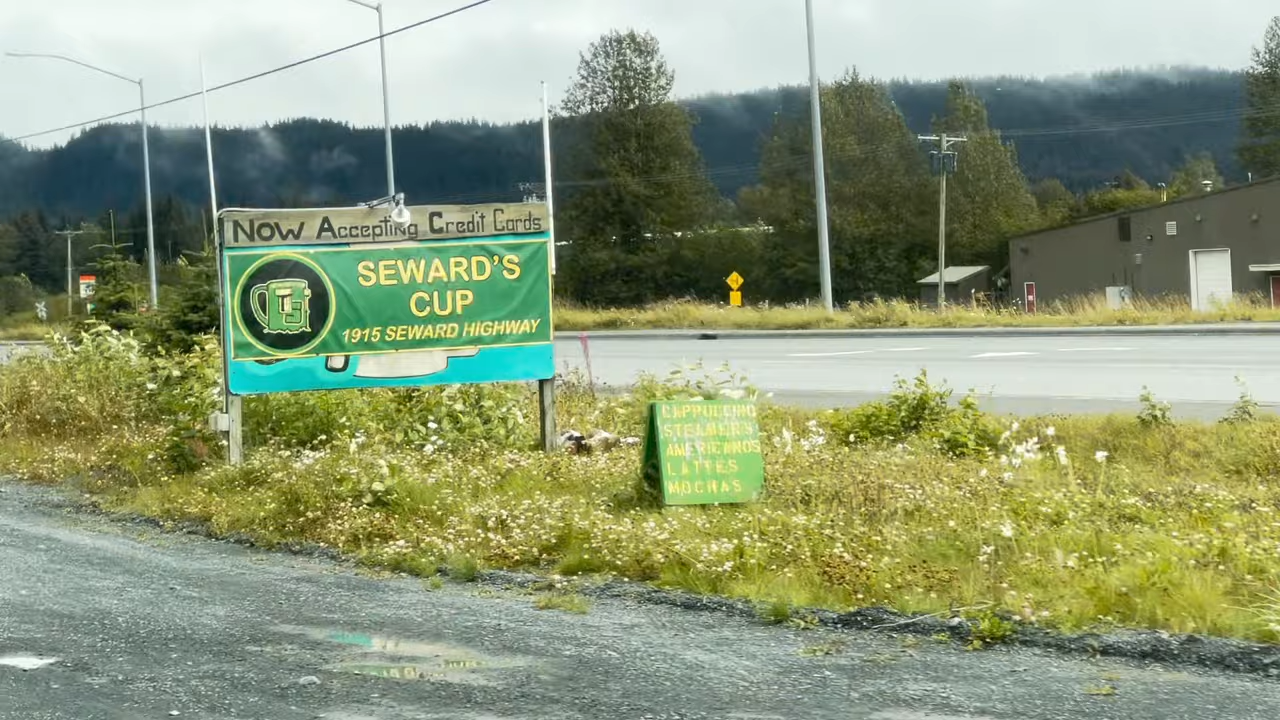 Now Accepting Credit Cards
SEWARD'S
CUP
1915 SEWARD HIGHWAY
CAPPUCCINO
STEAMERS
AMERICANOS
LATTES
MOCHAS